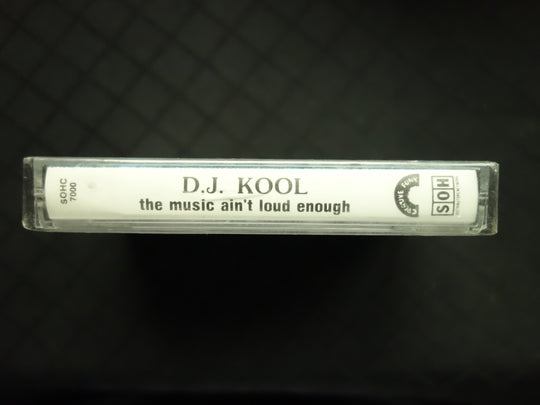 SOHC
7000
D.J. KOOL
the music ain't loud enough
SOH